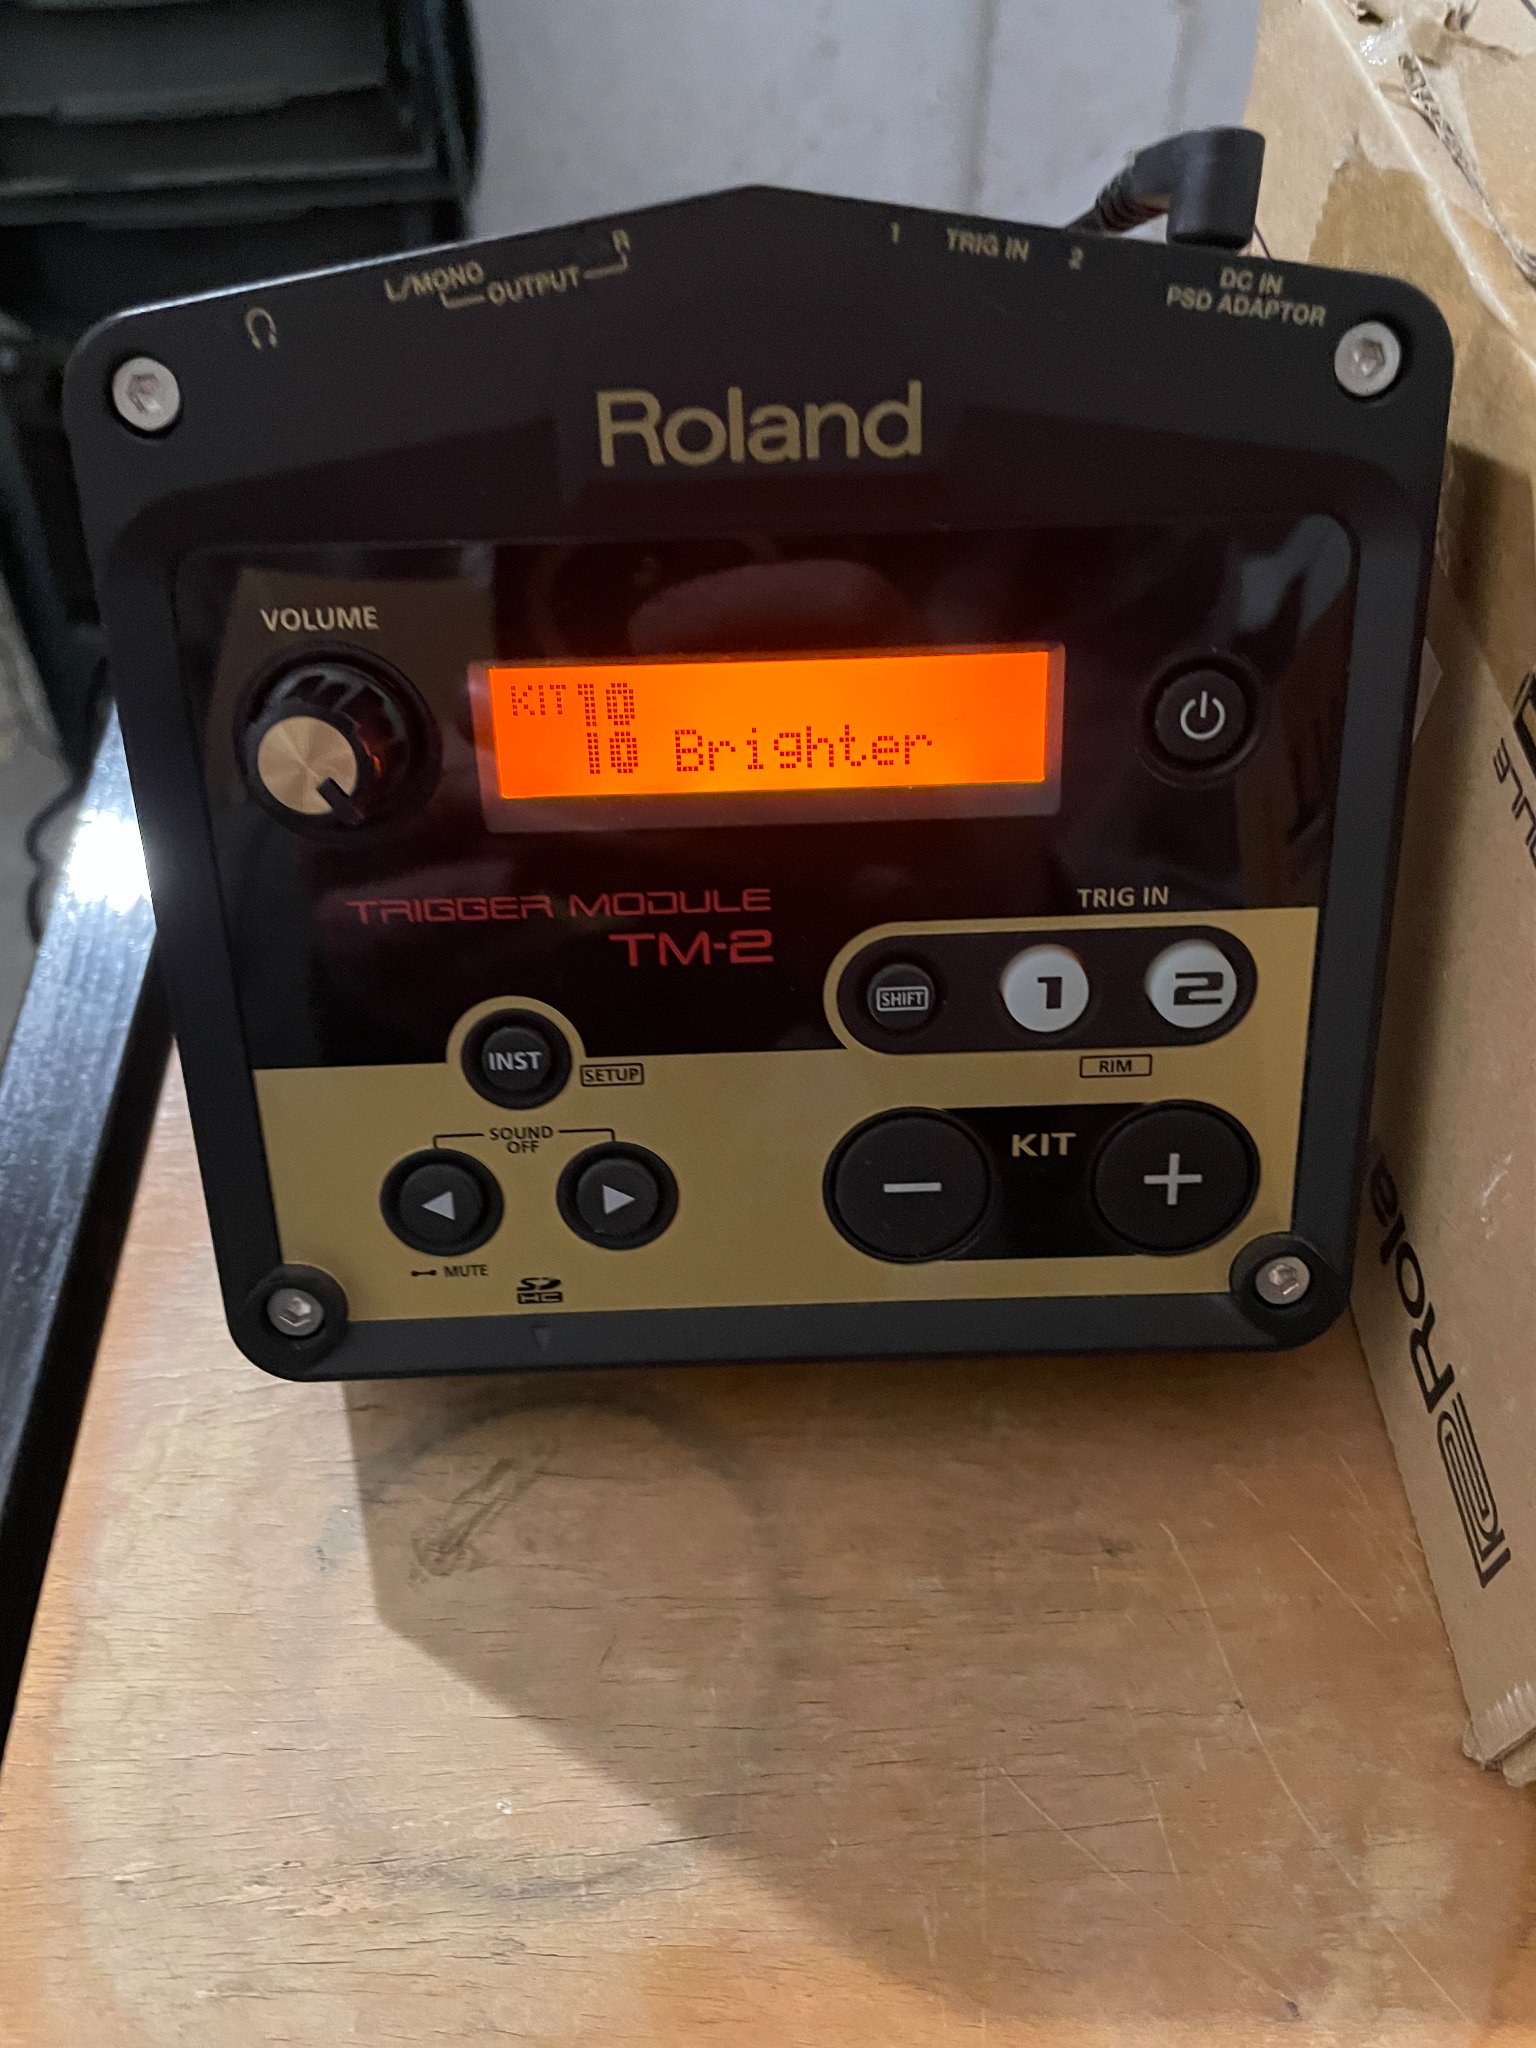 L/MONO
OUTPUT
R
1 TRIG IN 2
DC IN
PSD ADAPTOR
Roland
VOLUME
KIT10
10 Brighter
TRIGGER MODULE
TM-2
TRIG IN
SHIFT 1 2
RIM
INST
SETUP
SOUND
OFF
KIT
MUTE
Rola